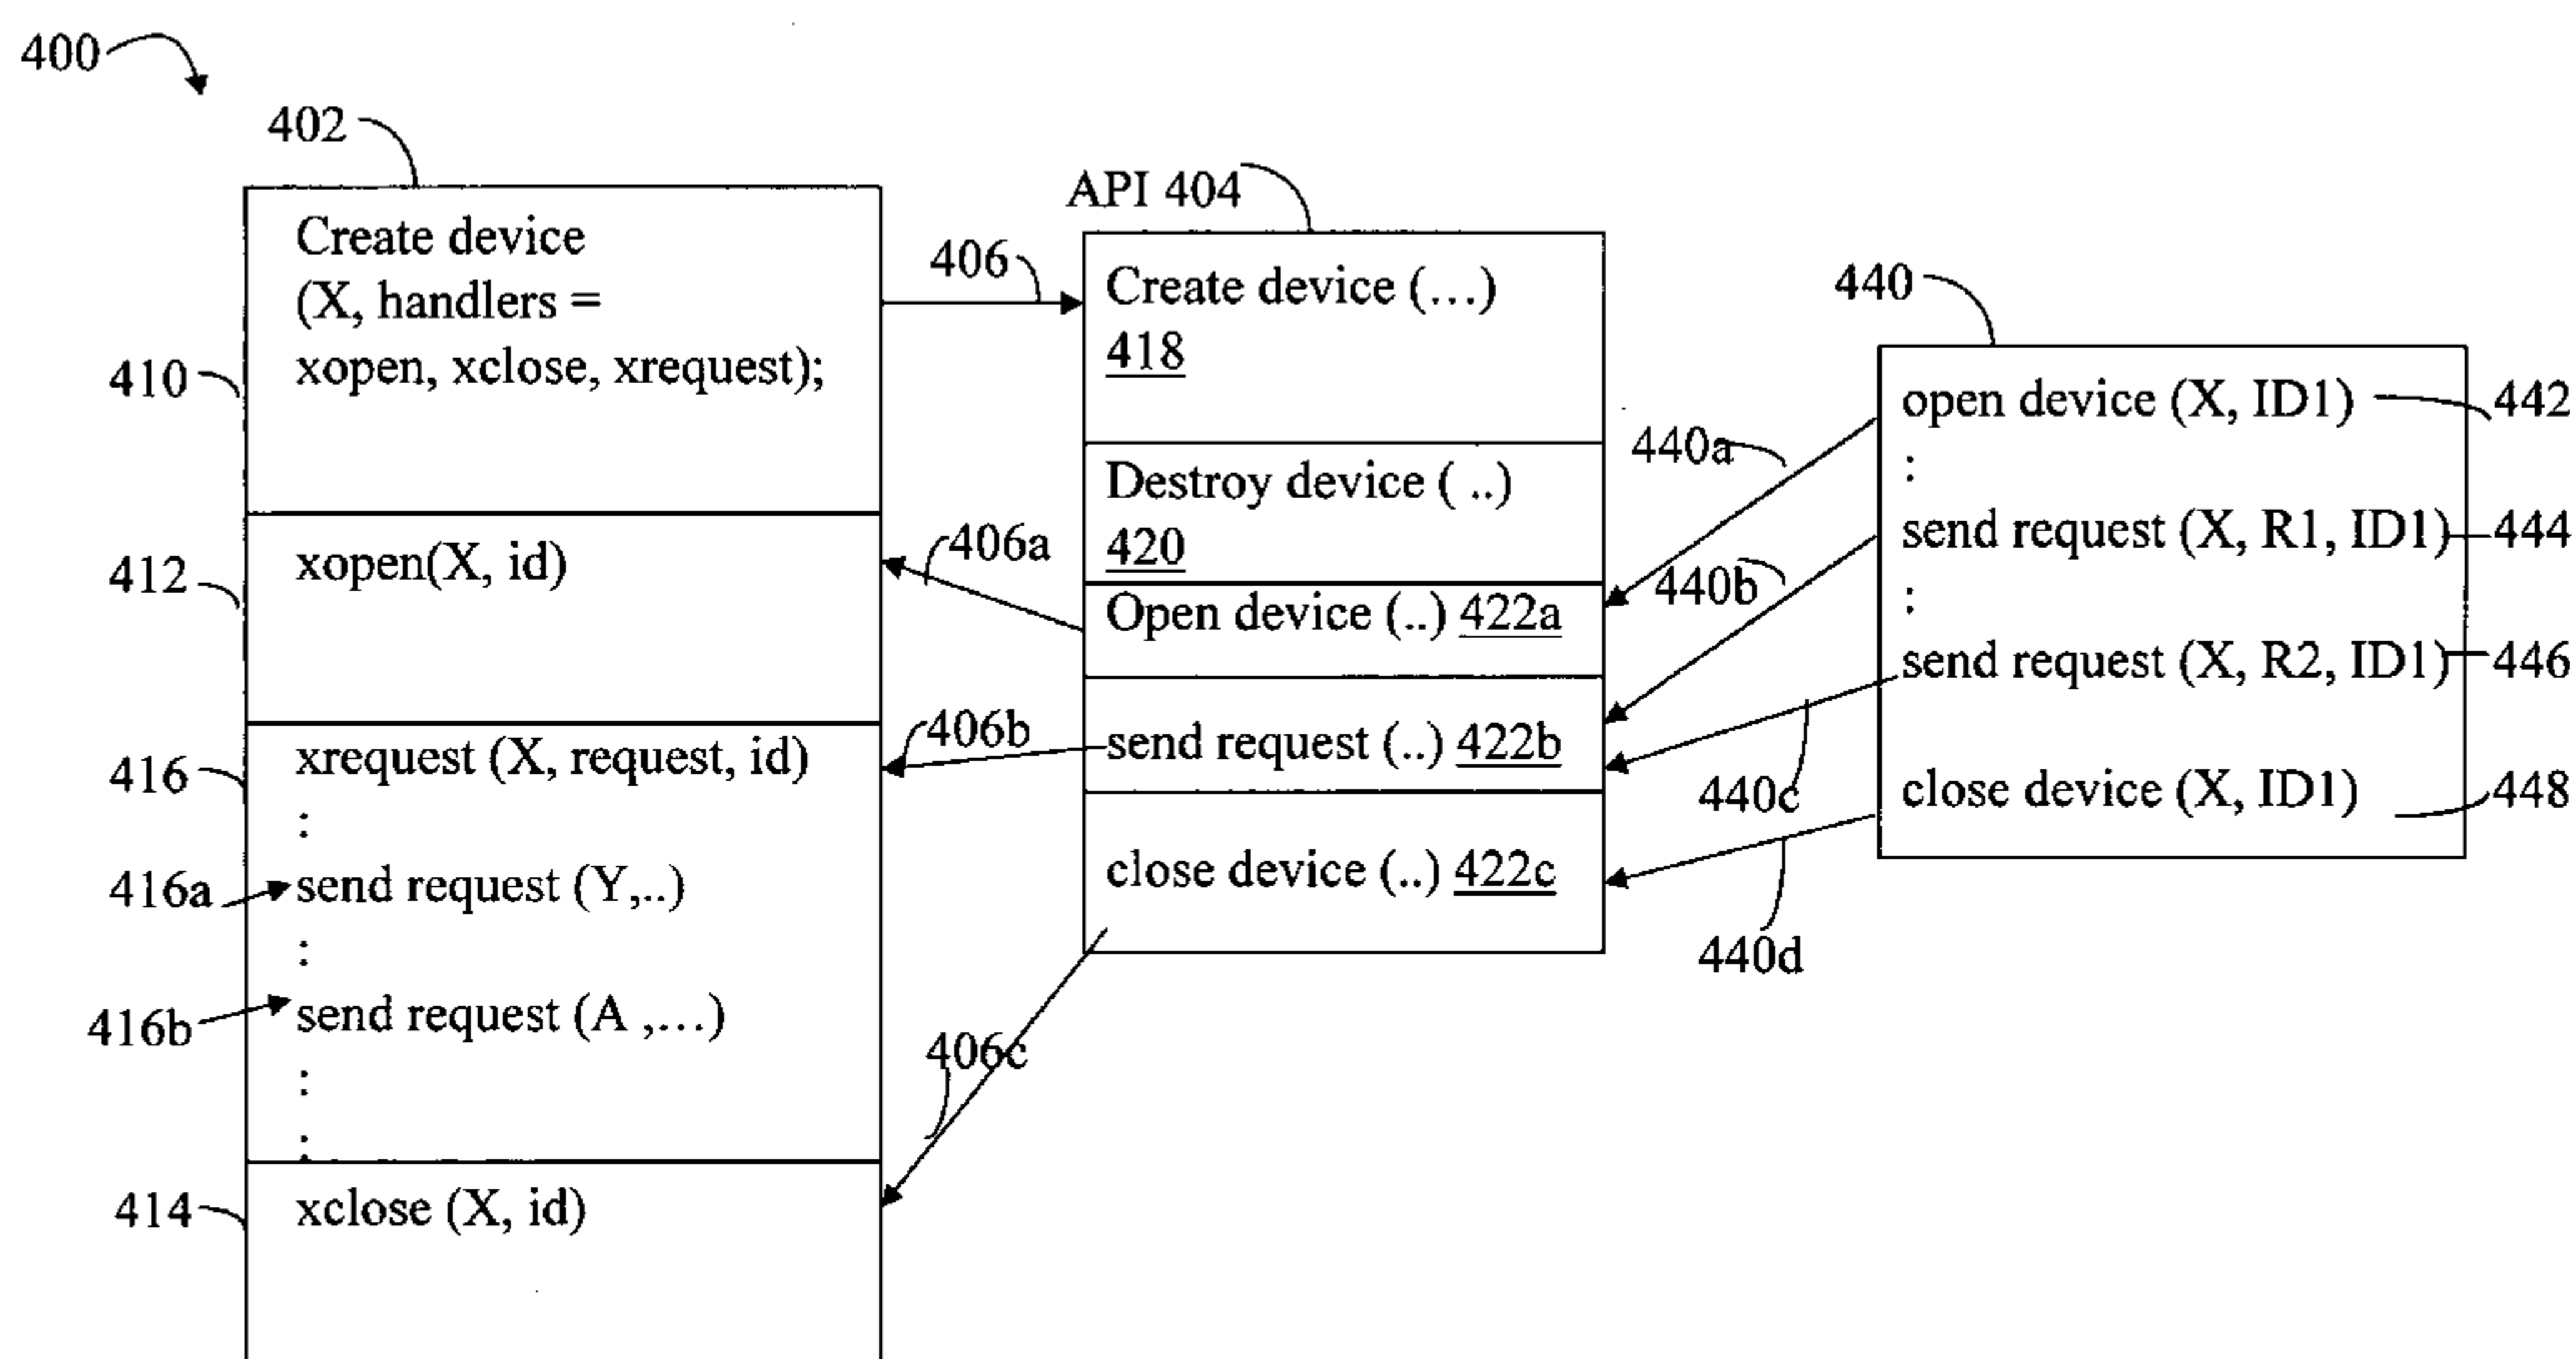 400
402
Create device
(X, handlers =
xopen, xclose, xrequest);
410
xopen(X, id)
412
xrequest (X, request, id)
416
:
416a
send request (Y,..)
:
416b
send request (A ,...)
:
:
414
xclose (X, id)
406
406a
406b
406c
API 404
Create device (...)
418
Destroy device ( ..)
420
Open device (..) 422a
send request (..) 422b
close device (..) 422c
440a
440b
440c
440d
440
open device (X, ID1)
442
:
send request (X, R1, ID1)
444
:
send request (X, R2, ID1)
446
close device (X, ID1)
448